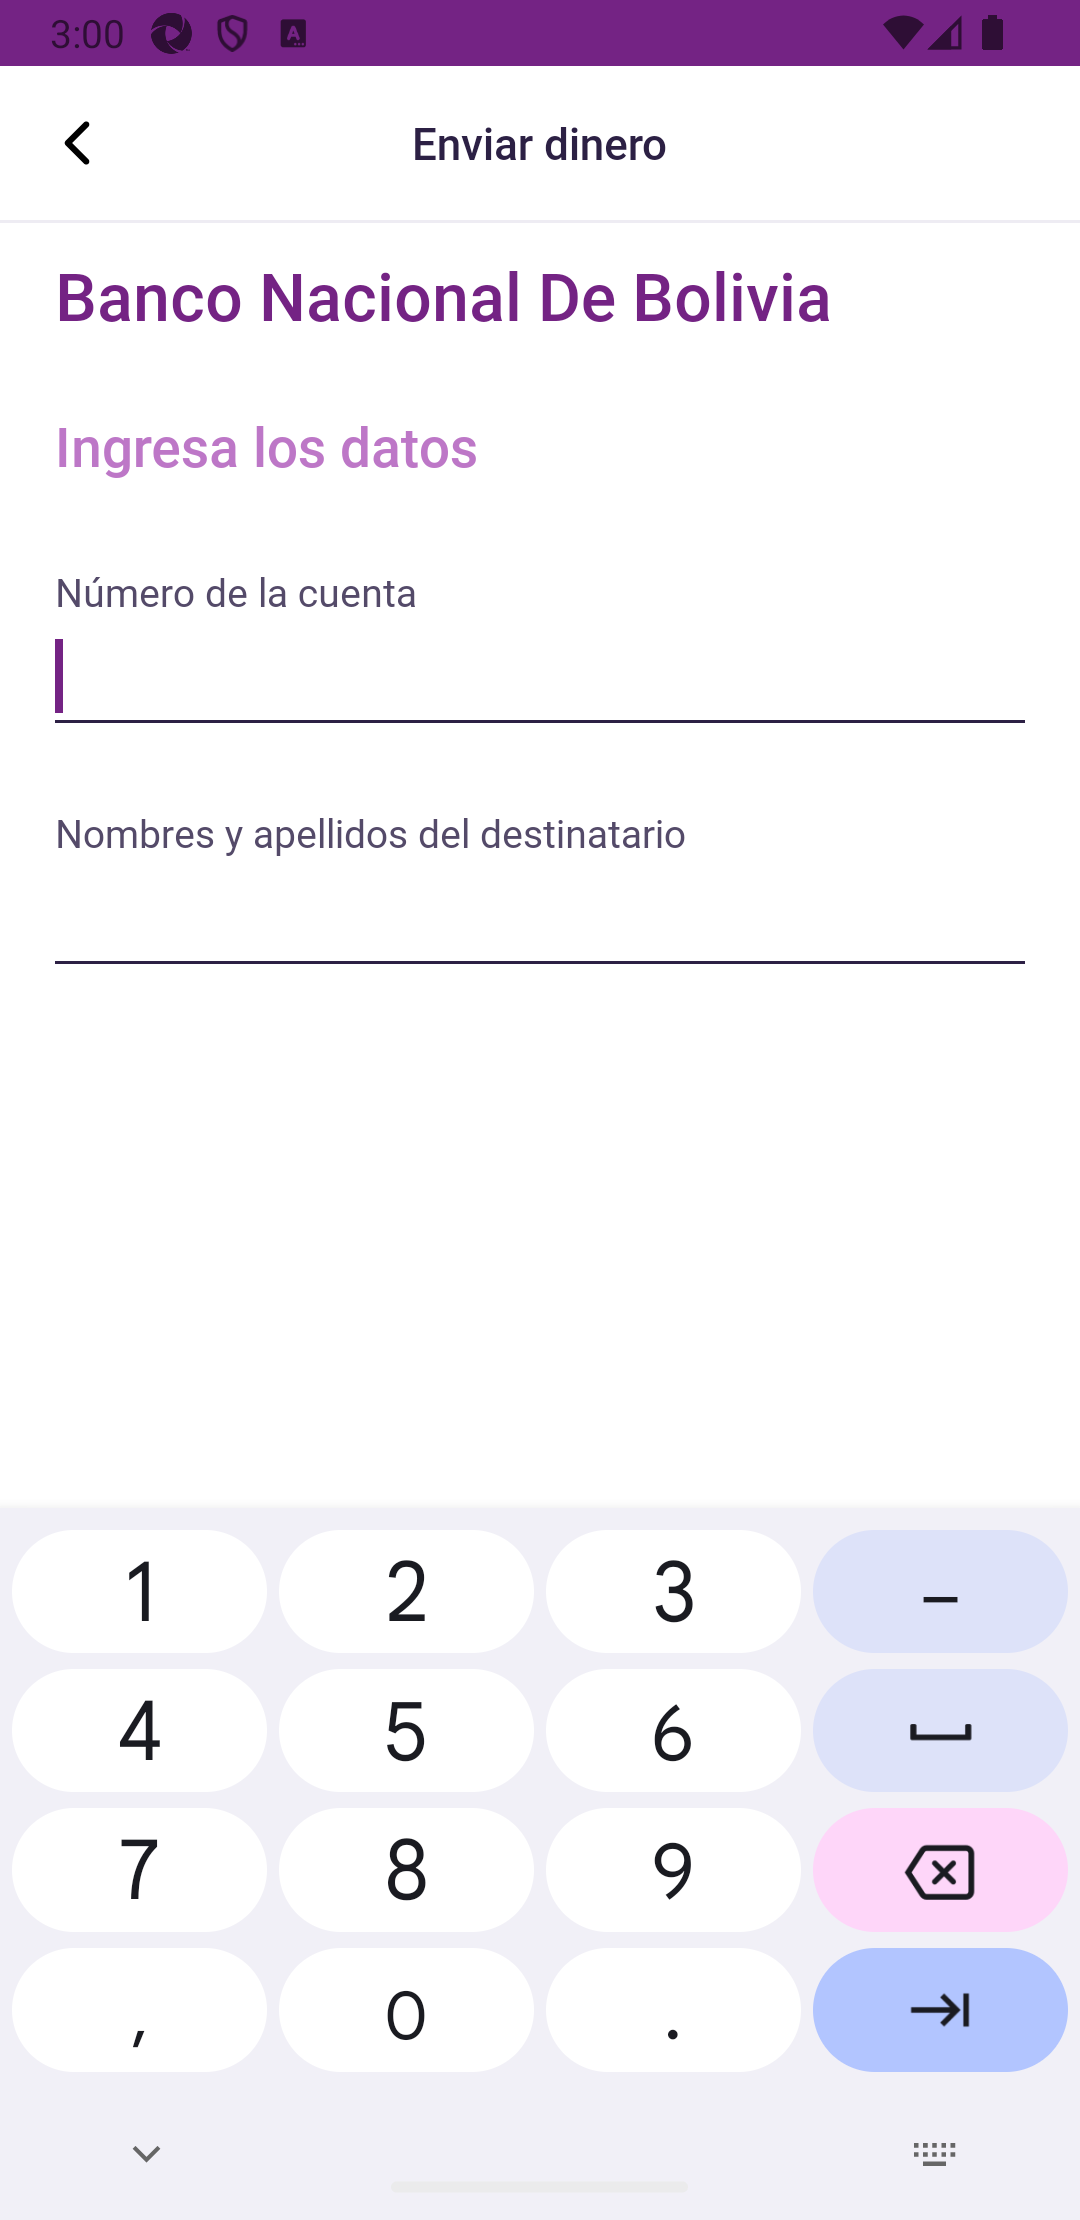 3:00
Enviar dinero
Banco Nacional De Bolivia
Ingresa los datos
Número de la cuenta
Nombres y apellidos del destinatario
1 2 3 –
4 5 6
7 8 9
, 0 .